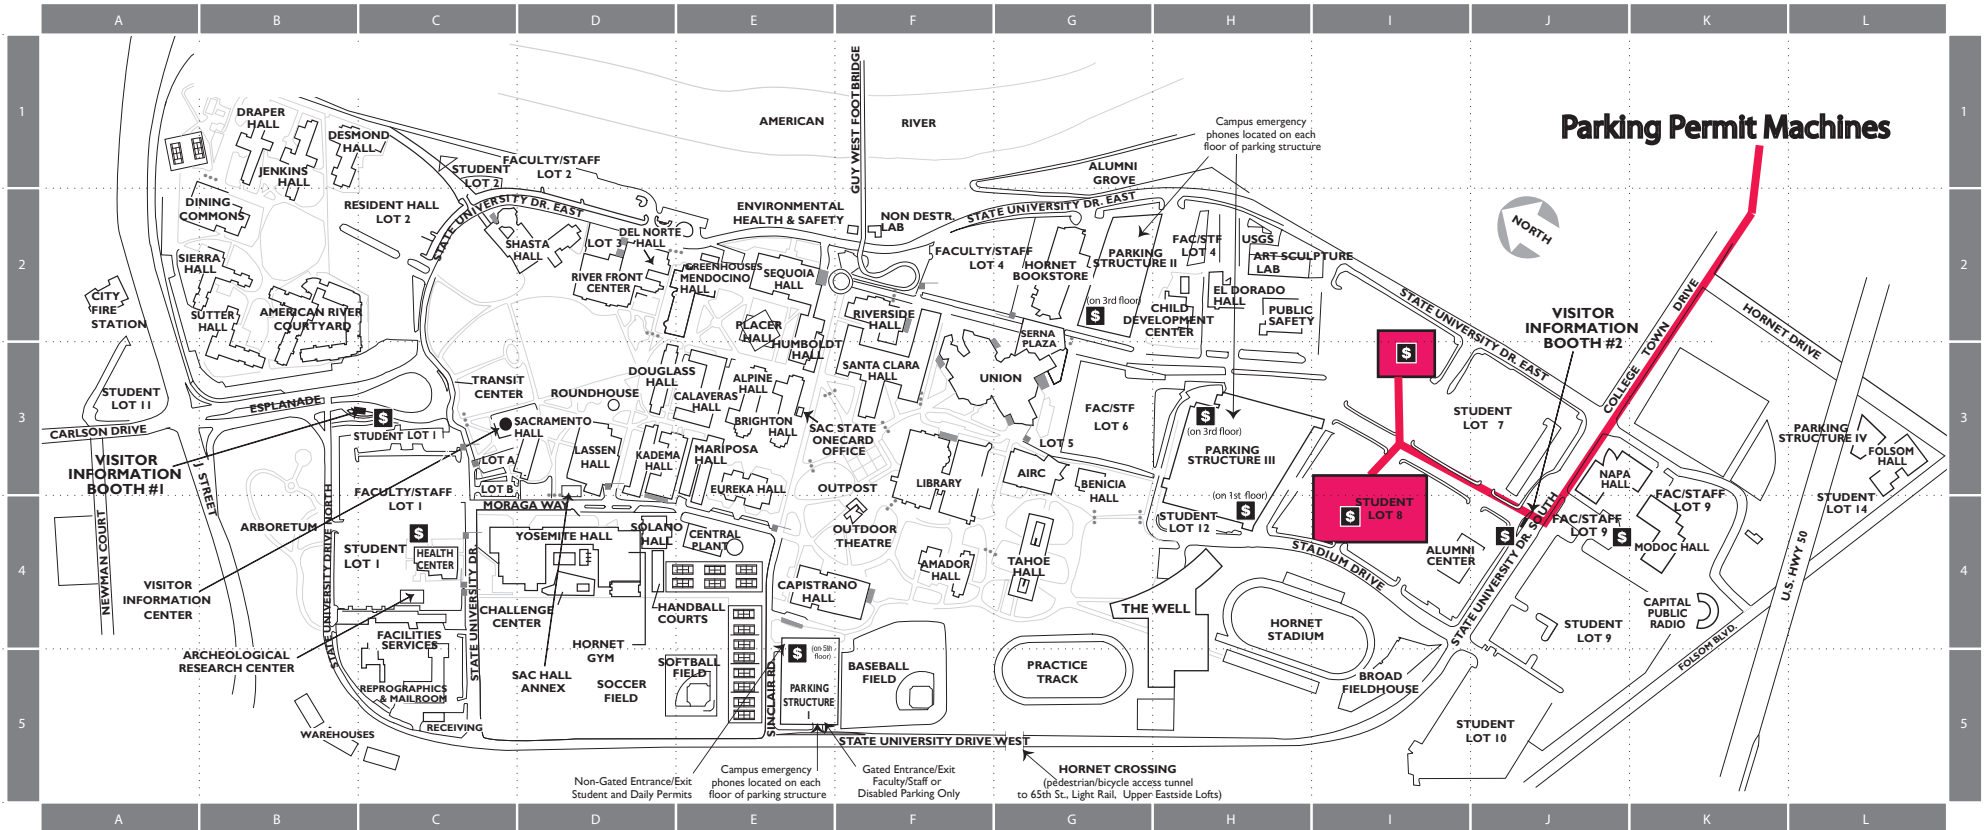 A B C D E F G H I J K L
1
1
AMERICAN
RIVER
GUY WEST FOOTBRIDGE
Parking Permit Machines
Campus emergency
phones located on each
floor of parking structure
DRAPER
HALL
DESMOND
HALL
JENKINS
HALL
STUDENT
LOT 2
FACULTY/STAFF
LOT 2
ALUMNI
GROVE
2
2
DINING
COMMONS
RESIDENT HALL
LOT 2
STATE UNIVERSITY DR. EAST
SHASTA
HALL
LOT 3
DEL NORTE
HALL
ENVIRONMENTAL
HEALTH & SAFETY
NON DESTR.
LAB
STATE UNIVERSITY DR. EAST
FACULTY/STAFF
LOT 4
HORNET
BOOKSTORE
PARKING
STRUCTURE II
FAC/STF
LOT 4
USGS
ART SCULPTURE
LAB
NORTH
SIERRA
HALL
SUTTER
HALL
AMERICAN RIVER
COURTYARD
CITY
FIRE
STATION
RIVER FRONT
CENTER
GREENHOUSES
MENDOCINO
HALL
SEQUOIA
HALL
PLACER
HALL
HUMBOLDT
HALL
RIVERSIDE
HALL
(on 3rd floor)
$
SERNA
PLAZA
CHILD
DEVELOPMENT
CENTER
EL DORADO
HALL
PUBLIC
SAFETY
STATE UNIVERSITY DR. EAST
VISITOR
INFORMATION
BOOTH #2
COLLEGE TOWN DRIVE
HORNET DRIVE
3
3
STUDENT
LOT 11
CARLSON DRIVE
ESPLANADE
$
STUDENT LOT 1
TRANSIT
CENTER
SACRAMENTO
HALL
ROUNDHOUSE
DOUGLASS
HALL
CALAVERAS
HALL
ALPINE
HALL
BRIGHTON
HALL
SANTA CLARA
HALL
SAC STATE
ONECARD
OFFICE
UNION
FAC/STF
LOT 6
LOT 5
$
(on 3rd floor)
PARKING
STRUCTURE III
$
STUDENT
LOT 7
PARKING
STRUCTURE IV
FOLSOM
HALL
VISITOR
INFORMATION
BOOTH #1
J STREET
LOT A
LOT B
LASSEN
HALL
KADEMA
HALL
MARIPOSA
HALL
EUREKA HALL
OUTPOST
LIBRARY
AIRC
BENICIA
HALL
(on 1st floor)
$
NAPA
HALL
FAC/STAFF
LOT 9
STUDENT
LOT 14
4
4
NEWMAN COURT
ARBORETUM
STATE UNIVERSITY DRIVE NORTH
FACULTY/STAFF
LOT 1
$
STUDENT
LOT 1
HEALTH
CENTER
STATE UNIVERSITY DR.
MORAGA WAY
YOSEMITE HALL
SOLANO
HALL
CENTRAL
PLANT
OUTDOOR
THEATRE
STUDENT
LOT 12
STADIUM DRIVE
$
STUDENT
LOT 8
$
FAC/STAFF
LOT 9
$
MODOC HALL
ALUMNI
CENTER
STATE UNIVERSITY DR. SOUTH
U.S. HWY 50
VISITOR
INFORMATION
CENTER
CHALLENGE
CENTER
HANDBALL
COURTS
CAPISTRANO
HALL
AMADOR
HALL
TAHOE
HALL
THE WELL
HORNET
STADIUM
CAPITAL
PUBLIC
RADIO
STUDENT
LOT 9
FOLSOM BLVD.
ARCHEOLOGICAL
RESEARCH CENTER
FACILITIES
SERVICES
5
5
REPROGRAPHICS
& MAILROOM
RECEIVING
WAREHOUSES
HORNET
GYM
SAC HALL
ANNEX
SOCCER
FIELD
SOFTBALL
FIELD
SINCLAIR RD.
$
(on 5th
floor)
PARKING
STRUCTURE
I
BASEBALL
FIELD
PRACTICE
TRACK
BROAD
FIELDHOUSE
STUDENT
LOT 10
STATE UNIVERSITY DRIVE WEST
Non-Gated Entrance/Exit
Student and Daily Permits
Campus emergency
phones located on each
floor of parking structure
Gated Entrance/Exit
Faculty/Staff or
Disabled Parking Only
HORNET CROSSING
(pedestrian/bicycle access tunnel
to 65th St., Light Rail, Upper Eastside Lofts)
A B C D E F G H I J K L